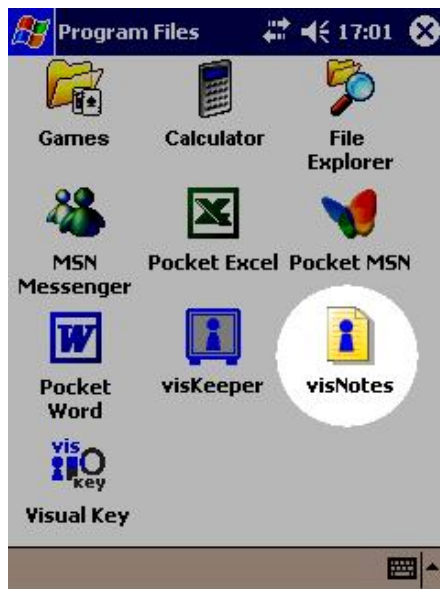 Program Files 17:01
Games Calculator File
Explorer
MSN Pocket Excel Pocket MSN
Messenger
W
Pocket visKeeper visNotes
Word
vis
Key
Visual Key